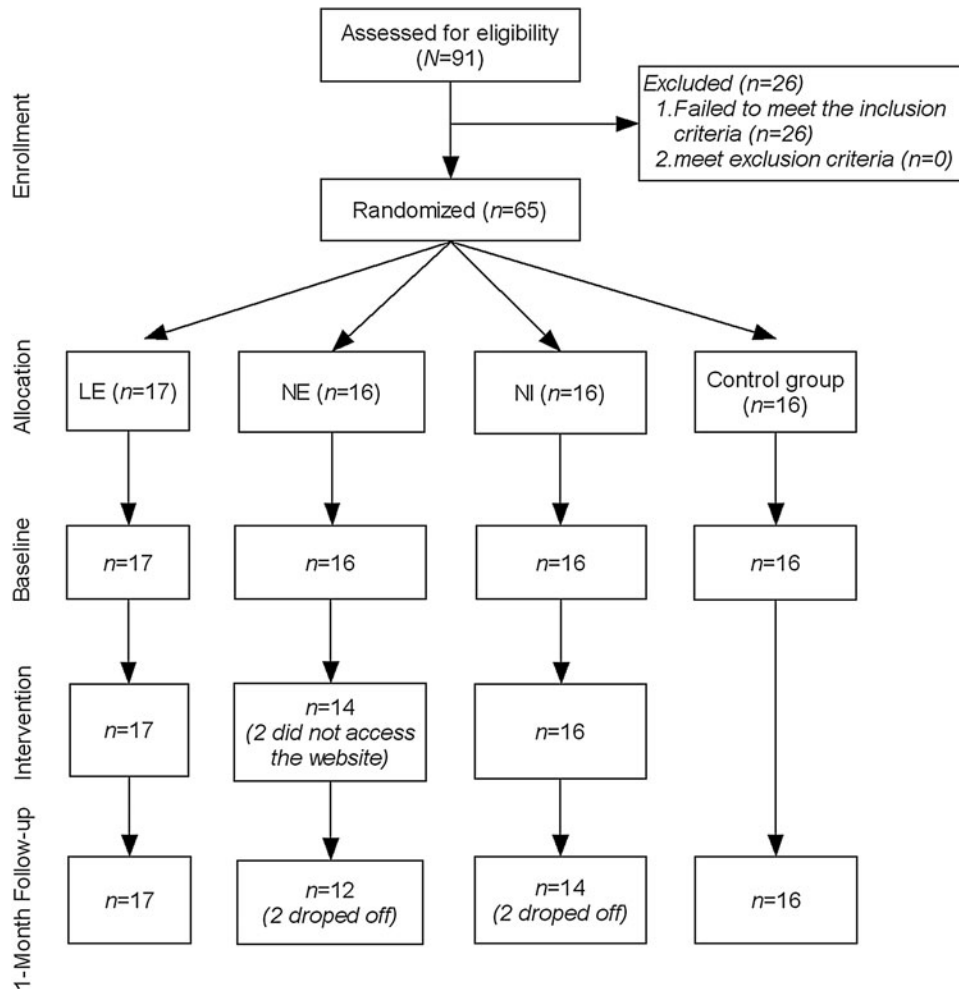 Assessed for eligibility
(N=91)
Excluded (n=26)
1.Failed to meet the inclusion
criteria (n=26)
2.meet exclusion criteria (n=0)
Enrollment
Randomized (n=65)
Allocation
LE (n=17)
NE (n=16)
NI (n=16)
Control group
(n=16)
Baseline
n=17
n=16
n=16
n=16
Intervention
n=17
n=14
(2 did not access
the website)
n=16
1-Month Follow-up
n=17
n=12
(2 droped off)
n=14
(2 droped off)
n=16